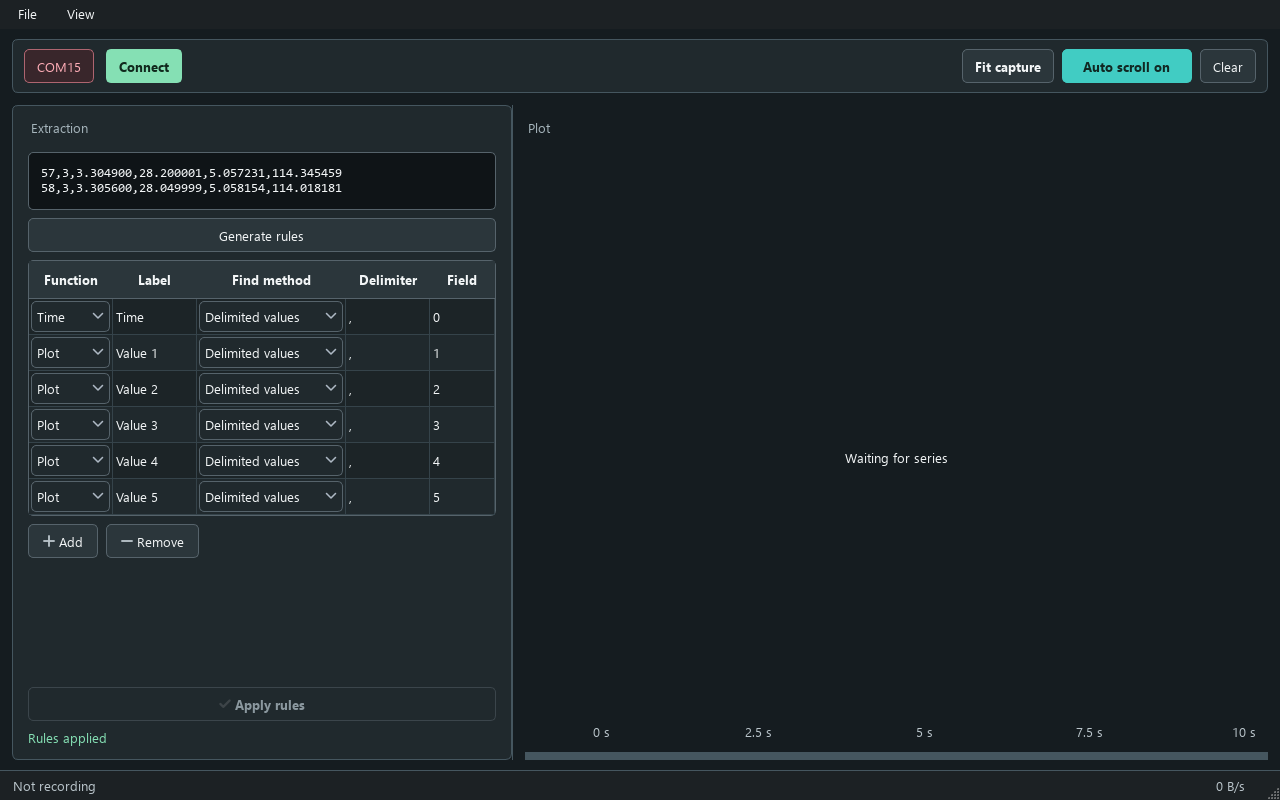 File View
COM15 Connect Fit capture Auto scroll on Clear
Extraction
57,3,3.304900,28.200001,5.057231,114.345459
58,3,3.305600,28.049999,5.058154,114.018181
Generate rules
Function Label Find method Delimiter Field
Time Time Delimited values , 0
Plot Value 1 Delimited values , 1
Plot Value 2 Delimited values , 2
Plot Value 3 Delimited values , 3
Plot Value 4 Delimited values , 4
Plot Value 5 Delimited values , 5
Add Remove
Apply rules
Rules applied
Plot
Waiting for series
0 s 2.5 s 5 s 7.5 s 10 s
Not recording 0 B/s